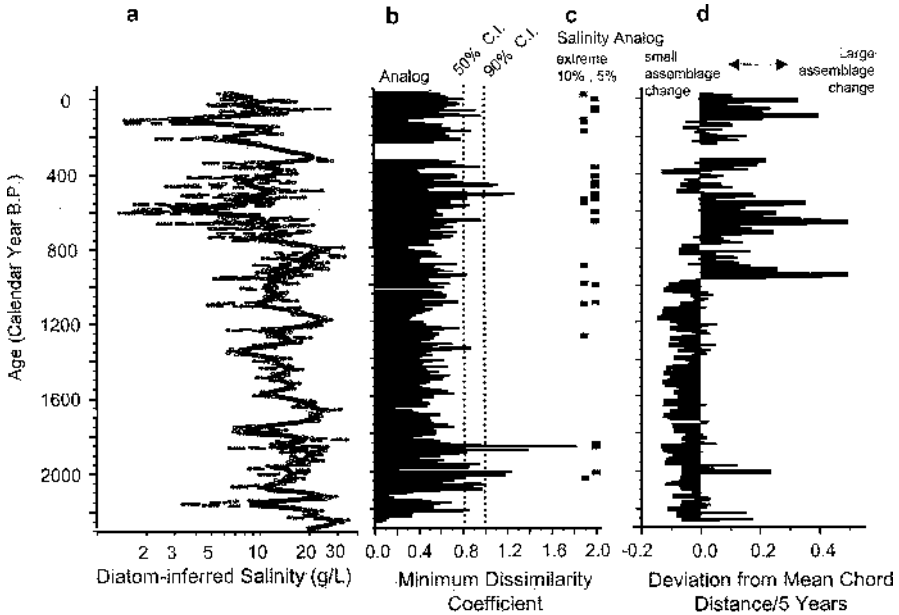 a
b
c
d
50% C.I.
90% C.I.
Salinity Analog
extreme
10% , 5%
Analog
small
assemblage
change
Large
assemblage
change
Age (Calendar Year B.P.)
0
400
800
1200
1600
2000
2 3 5 10 20 30
Diatom-inferred Salinity (g/L)
0.0 0.4 0.8 1.2 1.6 2.0
Minimum Dissimilarity
Coefficient
-0.2 0.0 0.2 0.4
Deviation from Mean Chord
Distance/5 Years